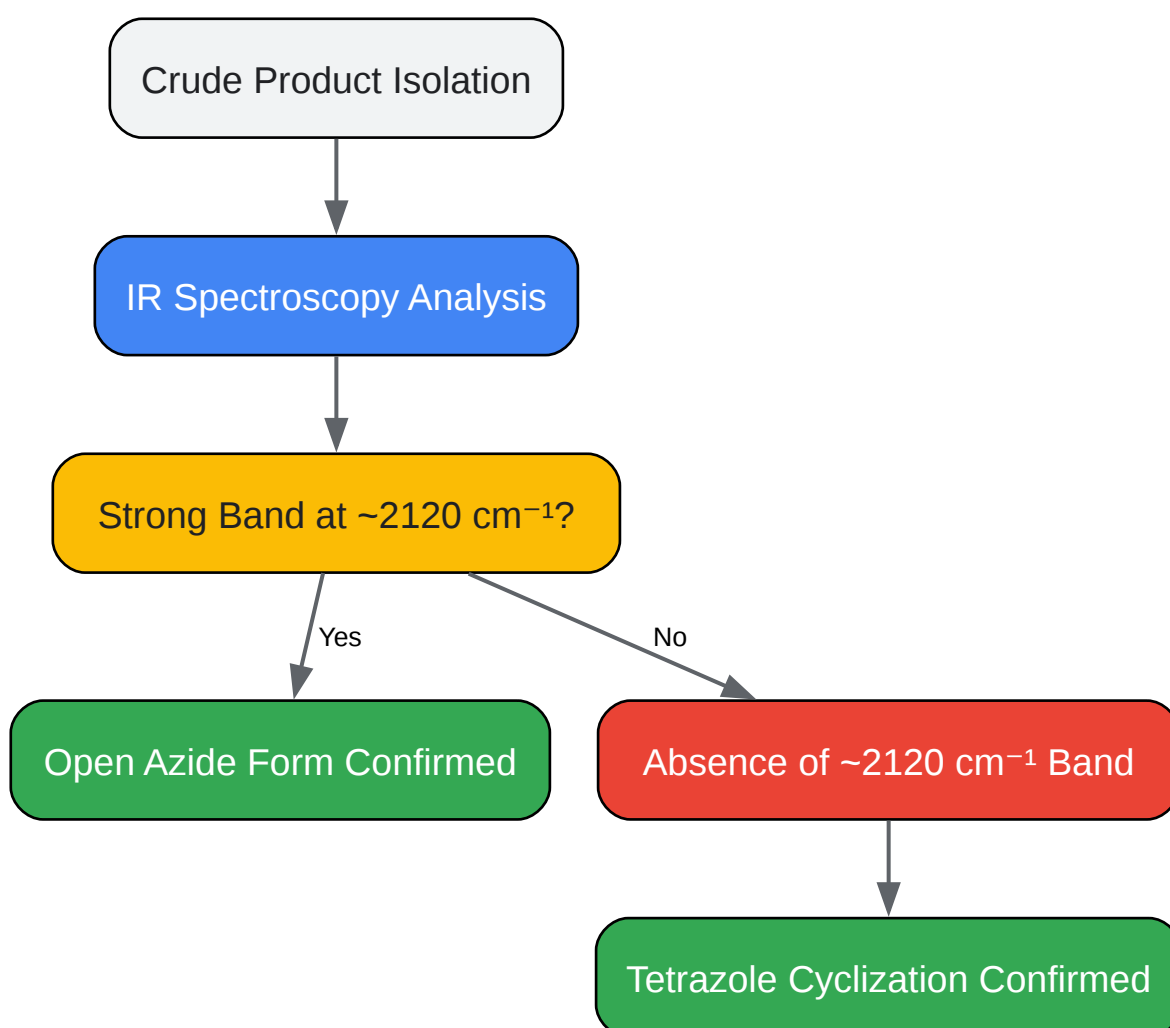 Crude Product Isolation
IR Spectroscopy Analysis
Strong Band at ~2120 cm⁻¹?
Yes
No
Open Azide Form Confirmed
Absence of ~2120 cm⁻¹ Band
Tetrazole Cyclization Confirmed